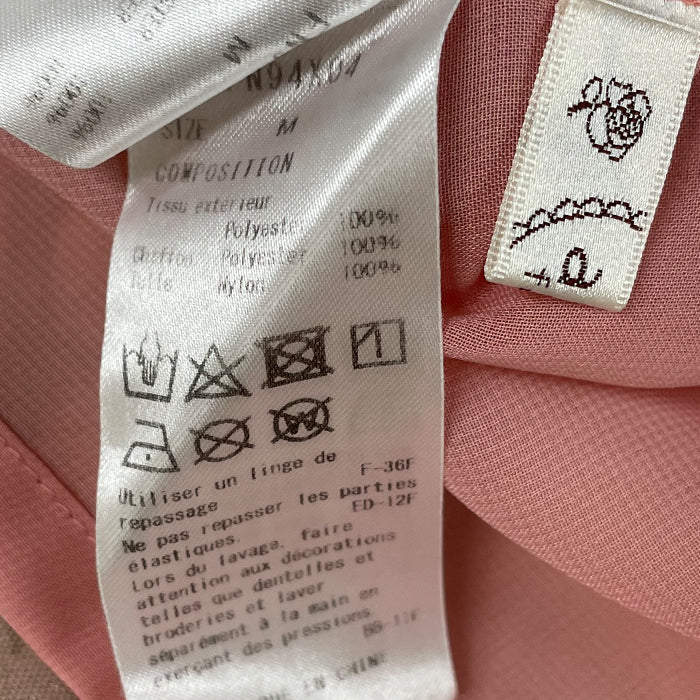 M
N94X04
SIZE M
COMPOSITION
Tissu extérieur
Polyester 100%
Chiffon Polyester 100%
Tulle Nylon 100%
Utiliser un linge de
repassage F-36F
Ne pas repasser les parties
élastiques. ED-12F
Lors du lavage, faire
attention aux décorations
telles que dentelles et
broderies et laver
séparément à la main en
exerçant des pressions